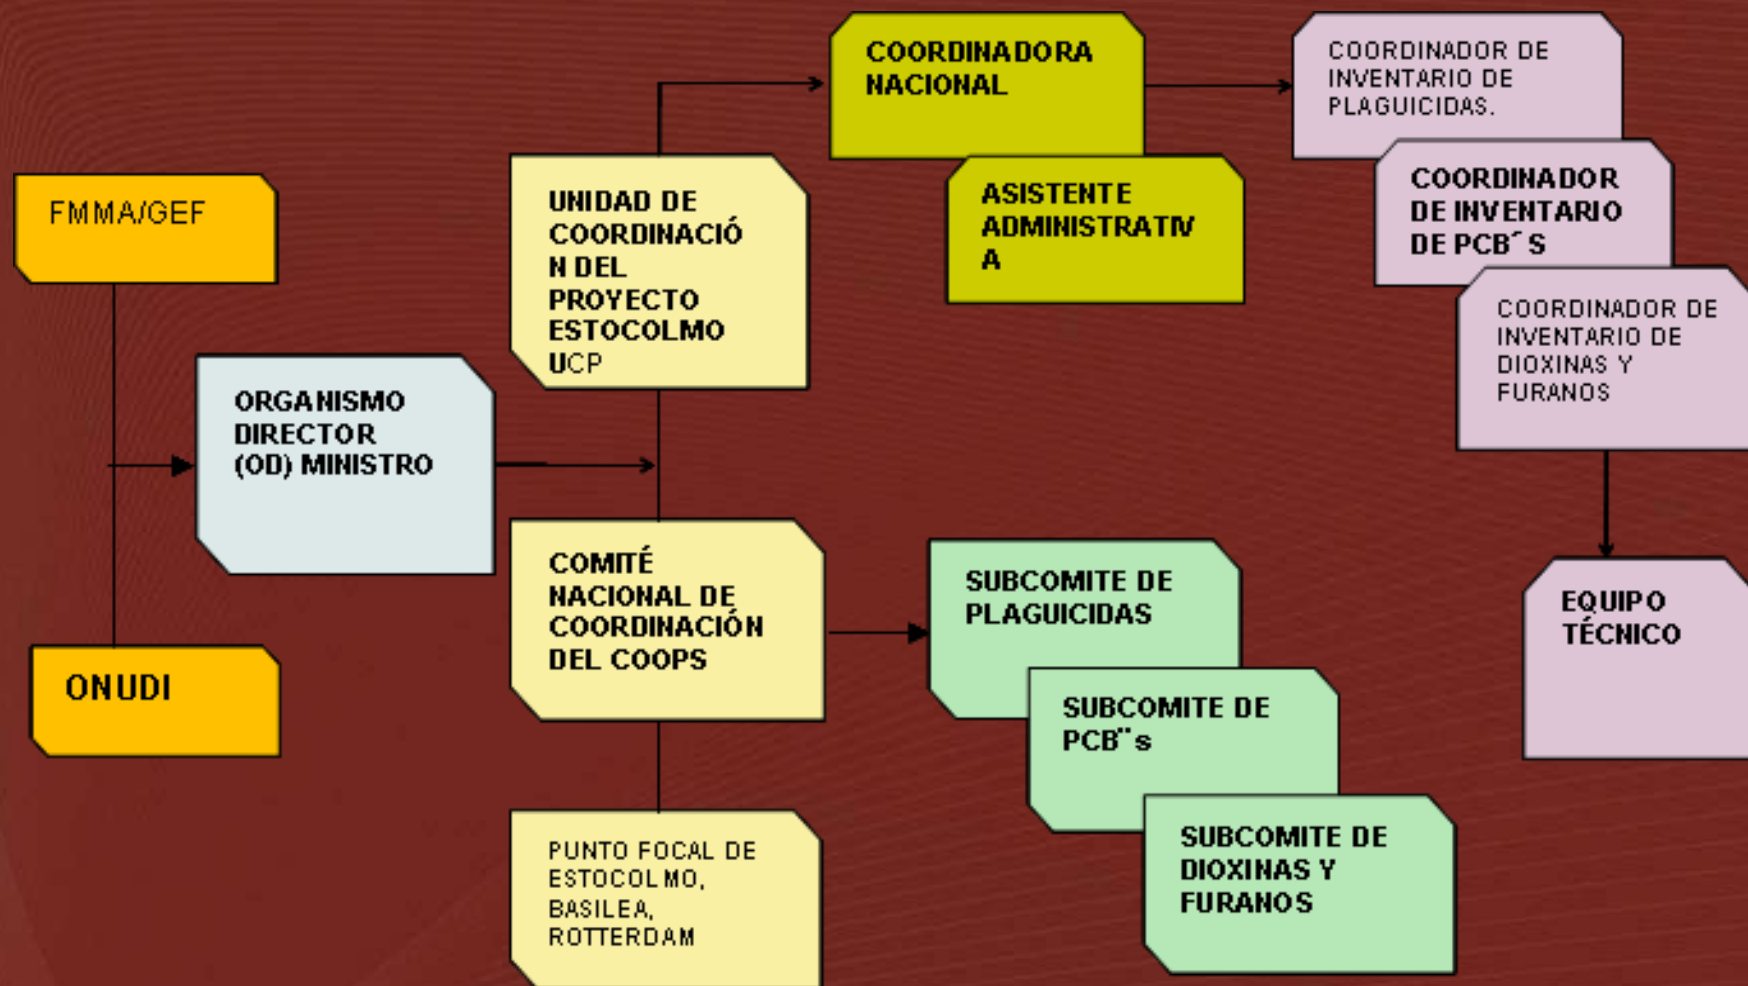 FMMA/GEF
ONUDI
ORGANISMO
DIRECTOR
(OD) MINISTRO
UNIDAD DE
COORDINACIÓ
N DEL
PROYECTO
ESTOCOLMO
UCP
COMITÉ
NACIONAL DE
COORDINACIÓN
DEL COOPS
PUNTO FOCAL DE
ESTOCOLMO,
BASILEA,
ROTTERDAM
COORDINADORA
NACIONAL
ASISTENTE
ADMINISTRATIV
A
COORDINADOR DE
INVENTARIO DE
PLAGUICIDAS.
COORDINADOR
DE INVENTARIO
DE PCB´S
COORDINADOR DE
INVENTARIO DE
DIOXINAS Y
FURANOS
EQUIPO
TÉCNICO
SUBCOMITE DE
PLAGUICIDAS
SUBCOMITE DE
PCB¨s
SUBCOMITE DE
DIOXINAS Y
FURANOS